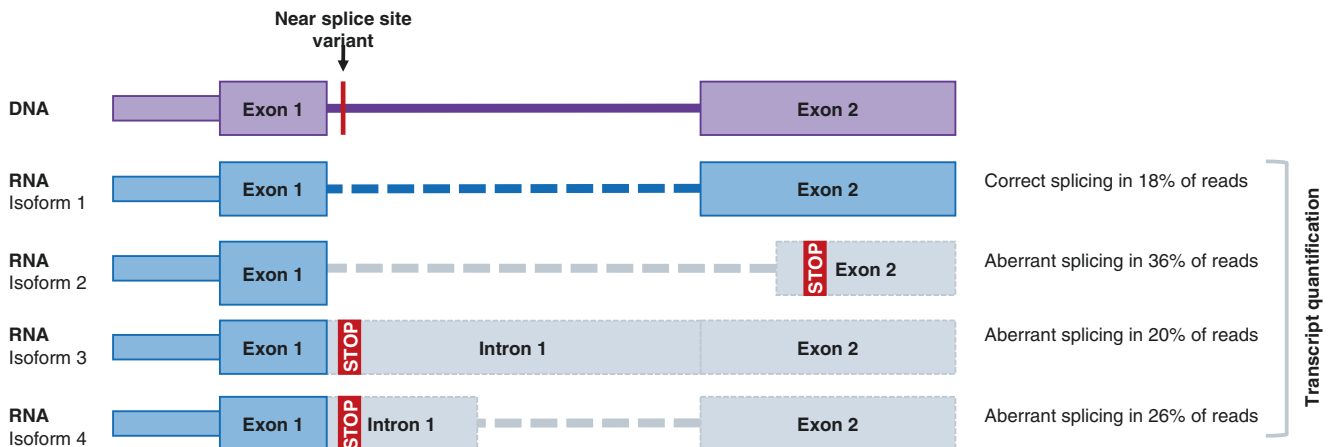 Near splice site
variant
DNA
Exon 1
Exon 2
RNA
Isoform 1
Exon 1
Exon 2
Correct splicing in 18% of reads
RNA
Isoform 2
Exon 1
STOP
Exon 2
Aberrant splicing in 36% of reads
RNA
Isoform 3
Exon 1
STOP
Intron 1
Exon 2
Aberrant splicing in 20% of reads
RNA
Isoform 4
Exon 1
STOP
Intron 1
Exon 2
Aberrant splicing in 26% of reads
Transcript quantification